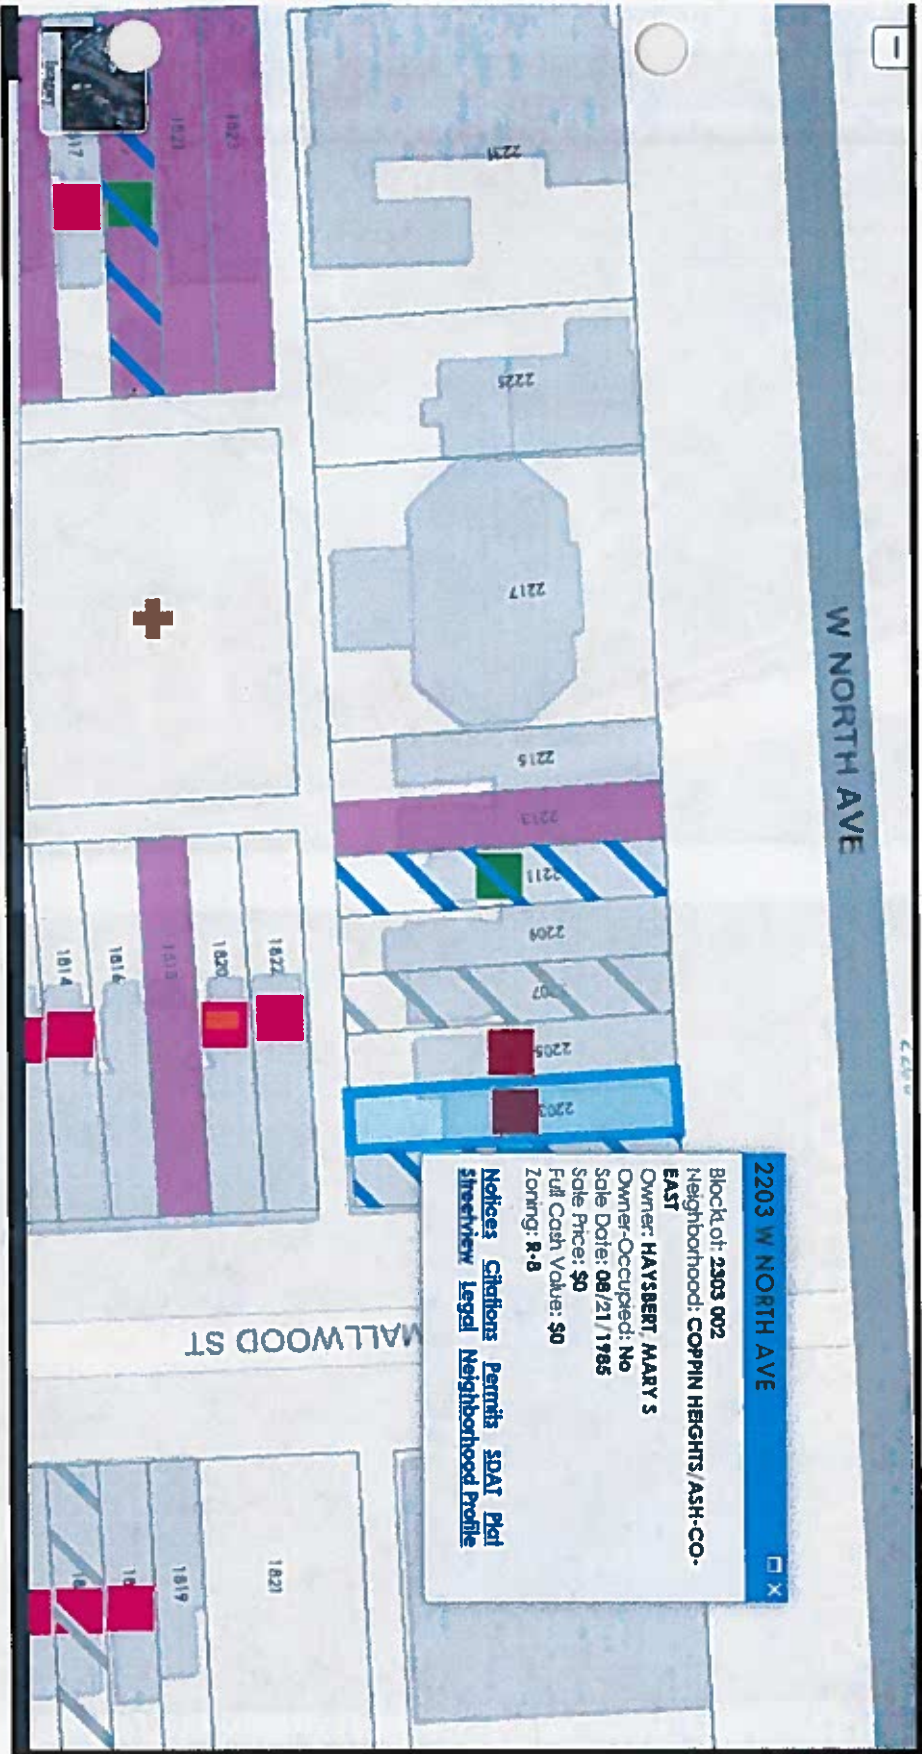 W NORTH AVE
2203 W NORTH AVE
BlockLot: 2303 002
Neighborhood: COPPIN HEIGHTS/ASH-CO-
EAST
Owner: HAYSBERT, MARY S
Owner-Occupied: No
Sale Date: 08/21/1985
Sale Price: $0
Full Cash Value: $0
Zoning: R-8
Notices Citations Permits SDAT Plat
Streetview Legal Neighborhood Profile
2231
2225
2217
2215
2213
2211
2209
2205
2203
1823
1821
1822
1820
1818
1816
1814
MALLWOOD ST
1821
1819